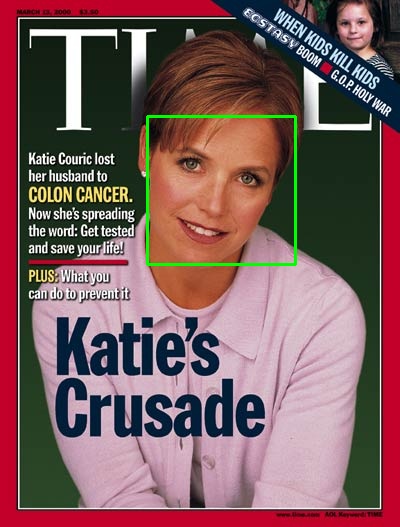 MARCH 13, 2000 $3.50
WHEN KIDS KILL KIDS
ECSTASY BOOM ■ G.O.P. HOLY WAR
TIME
Katie Couric lost
her husband to
COLON CANCER.
Now she's spreading
the word: Get tested
and save your life!
PLUS: What you
can do to prevent it
Katie's
Crusade
www.time.com AOL Keyword: TIME